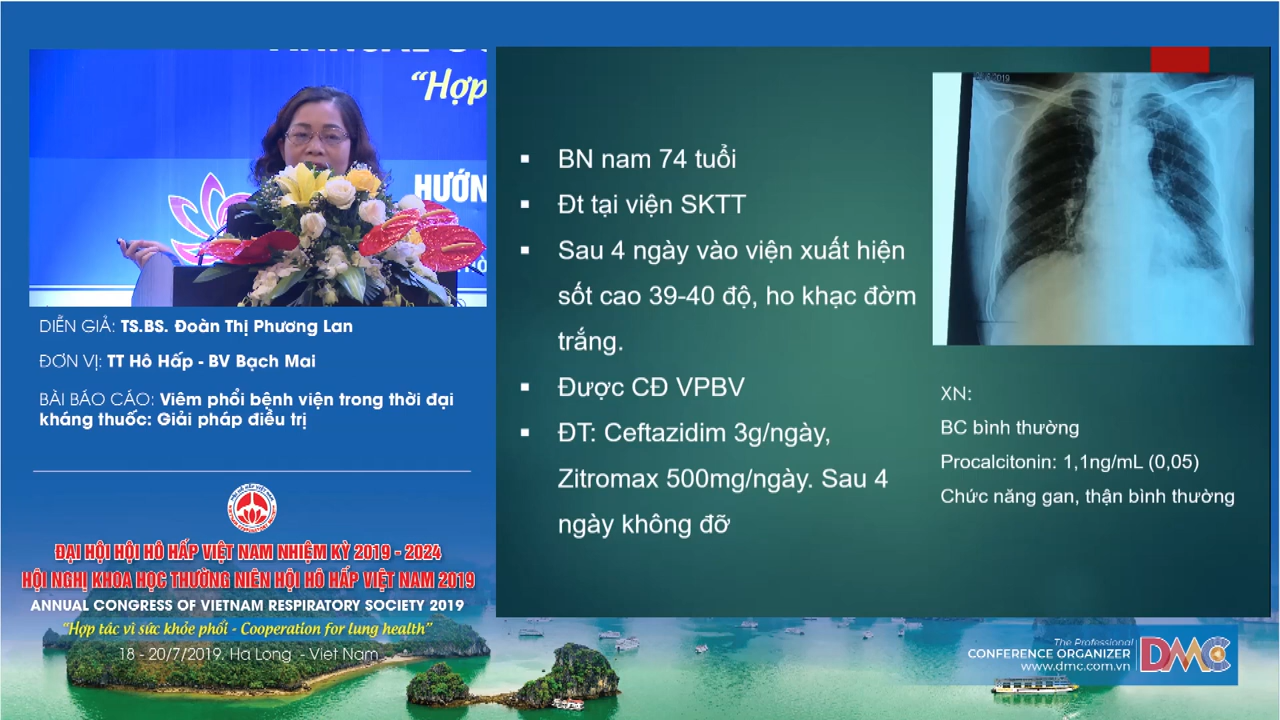 “Hợp
HƯỚN
DIỄN GIẢ: TS.BS. Đoàn Thị Phương Lan
ĐƠN VỊ: TT Hô Hấp - BV Bạch Mai
BÀI BÁO CÁO: Viêm phổi bệnh viện trong thời đại
kháng thuốc: Giải pháp điều trị
ĐẠI HỘI HỘI HÔ HẤP VIỆT NAM NHIỆM KỲ 2019 - 2024
HỘI NGHỊ KHOA HỌC THƯỜNG NIÊN HỘI HÔ HẤP VIỆT NAM 2019
ANNUAL CONGRESS OF VIETNAM RESPIRATORY SOCIETY 2019
“Hợp tác vì sức khỏe phổi - Cooperation for lung health”
18 - 20/7/2019. Ha Long - Viet Nam
▪ BN nam 74 tuổi
▪ Đt tại viện SKTT
▪ Sau 4 ngày vào viện xuất hiện
sốt cao 39-40 độ, ho khạc đờm
trắng.
▪ Được CĐ VPBV
▪ ĐT: Ceftazidim 3g/ngày,
Zitromax 500mg/ngày. Sau 4
ngày không đỡ
XN:
BC bình thường
Procalcitonin: 1,1ng/mL (0,05)
Chức năng gan, thận bình thường
The Professional
CONFERENCE ORGANIZER
www.dmc.com.vn
DMC